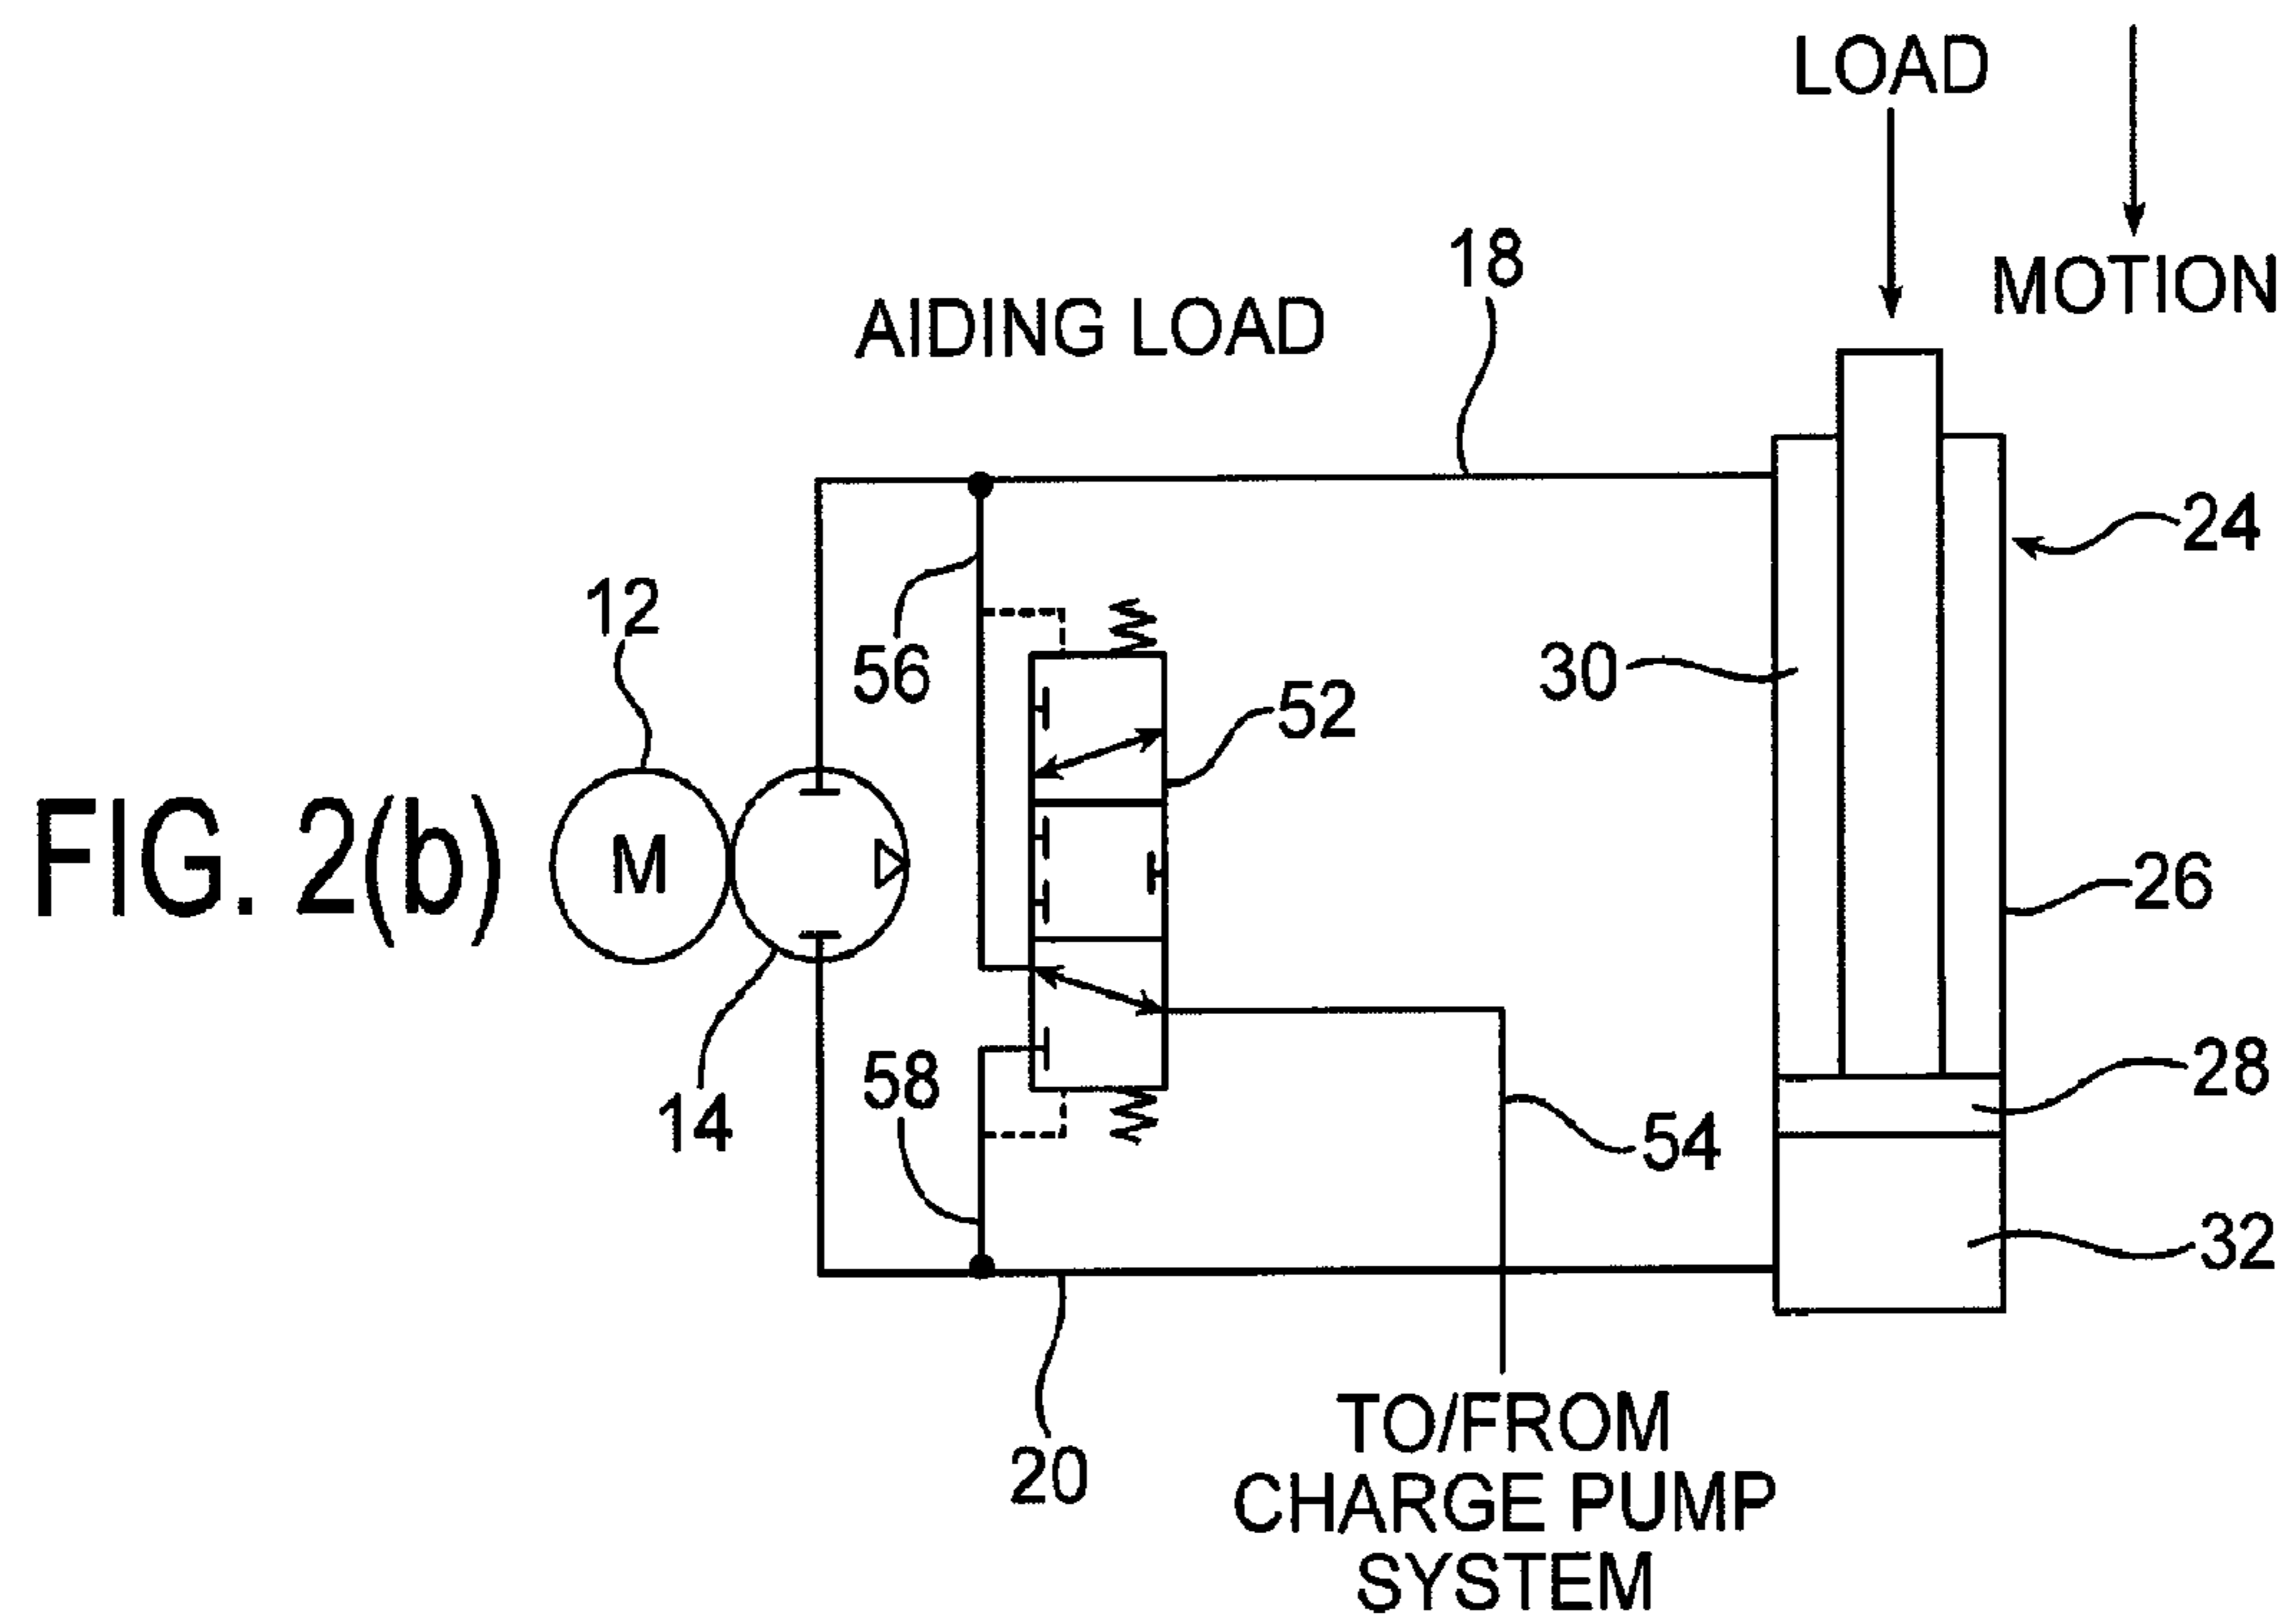 LOAD
MOTION
18
AIDING LOAD
24
12
56
30
52
FIG. 2(b)
M
26
28
58
14
54
32
20
TO/FROM
CHARGE PUMP
SYSTEM